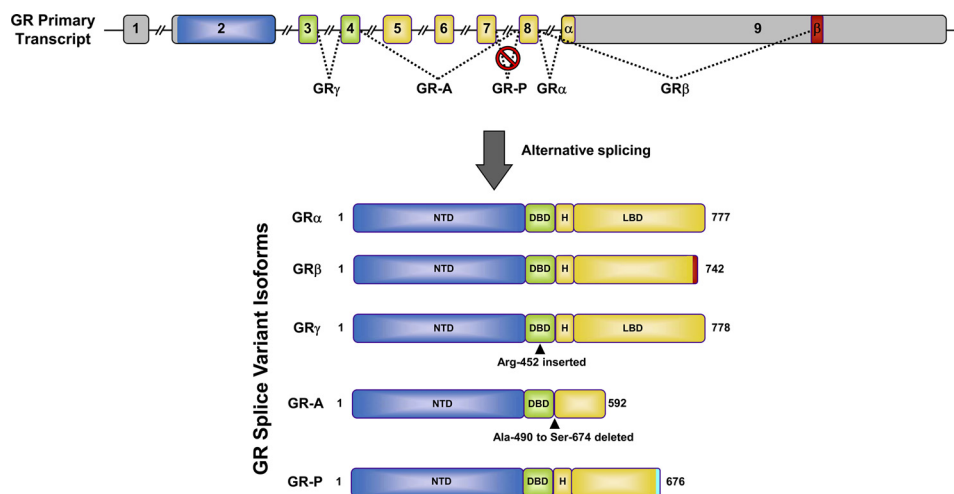 GR Primary
Transcript
1 2 3 4 5 6 7 8 α 9 β
GRγ GR-A GR-P GRα GRβ
Alternative splicing
GR Splice Variant Isoforms
GRα 1 NTD DBD H LBD 777
GRβ 1 NTD DBD H 742
GRγ 1 NTD DBD H LBD 778
Arg-452 inserted
GR-A 1 NTD DBD 592
Ala-490 to Ser-674 deleted
GR-P 1 NTD DBD H 676